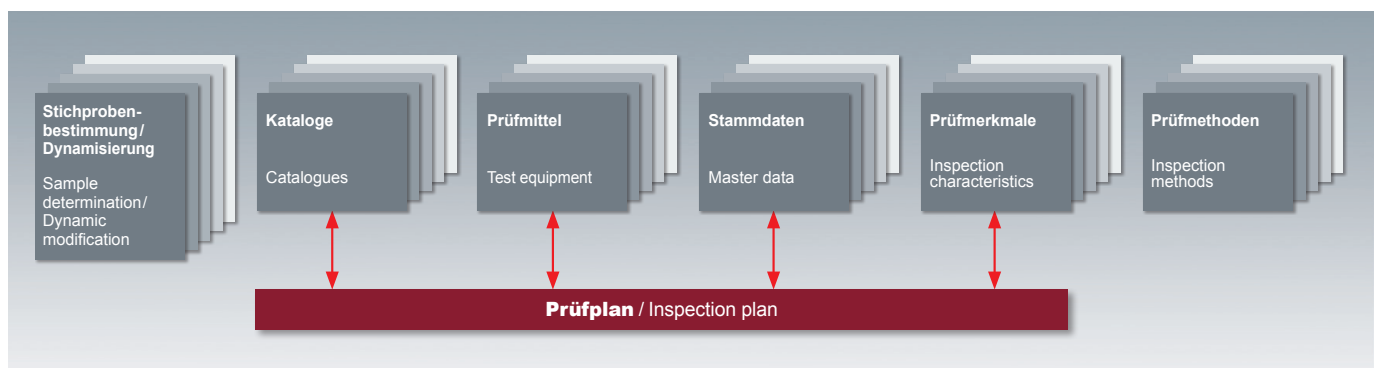 Stichproben-
bestimmung/
Dynamisierung
Sample
determination/
Dynamic
modification
Kataloge
Catalogues
Prüfmittel
Test equipment
Stammdaten
Master data
Prüfmerkmale
Inspection
characteristics
Prüfmethoden
Inspection
methods
Prüfplan / Inspection plan